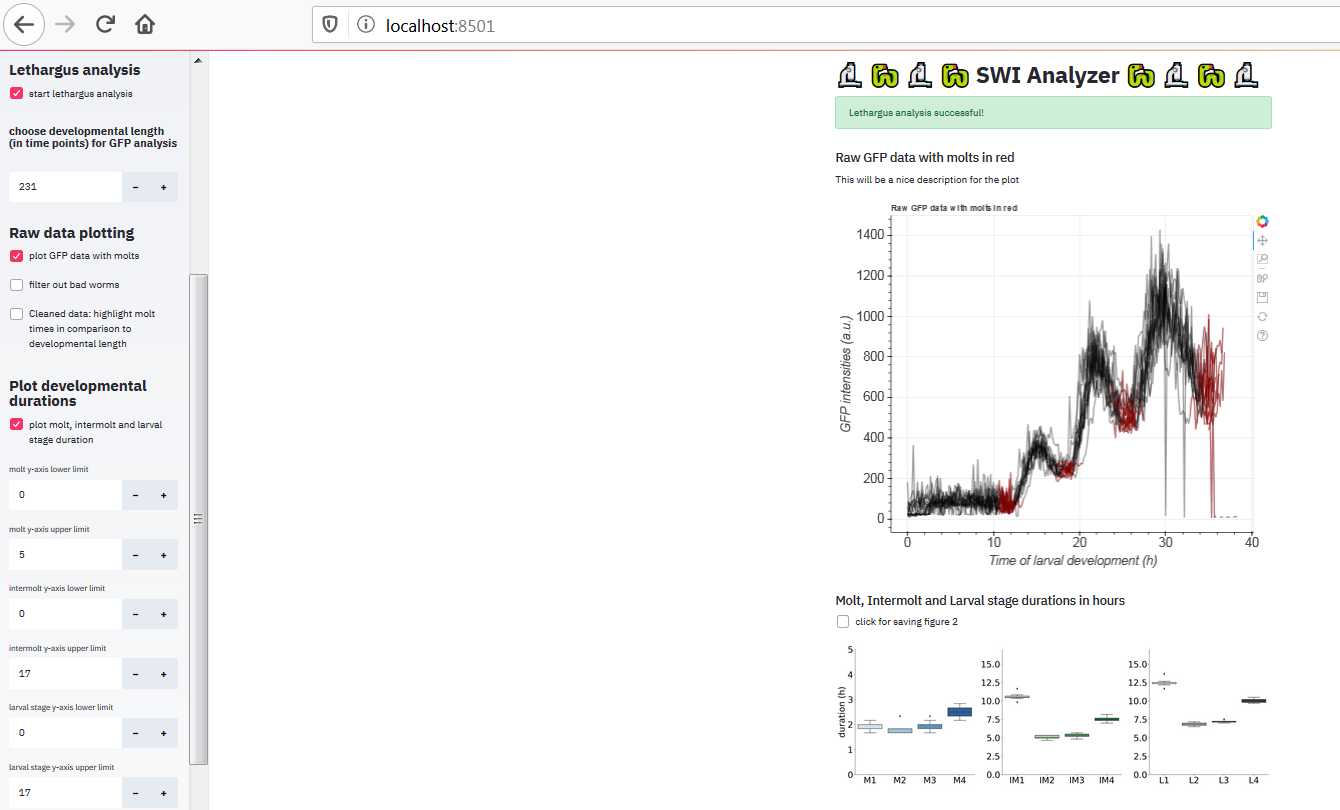 localhost:8501
Lethargus analysis
start lethargus analysis
choose developmental length
(in time points) for GFP analysis
231
-
+
Raw data plotting
plot GFP data with molts
filter out bad worms
Cleaned data: highlight molt
times in comparison to
developmental length
Plot developmental
durations
plot molt, intermolt and larval
stage duration
molt y-axis lower limit
0
-
+
molt y-axis upper limit
5
-
+
intermolt y-axis lower limit
0
-
+
intermolt y-axis upper limit
17
-
+
larval stage y-axis lower limit
0
-
+
larval stage y-axis upper limit
17
-
+
SWI Analyzer
Lethargus analysis successful!
Raw GFP data with molts in red
This will be a nice description for the plot
Raw GFP data with molts in red
GFP intensities (a.u.)
1400
1200
1000
800
600
400
200
0
0 10 20 30 40
Time of larval development (h)
Molt, Intermolt and Larval stage durations in hours
click for saving figure 2
duration (h)
5
4
3
2
1
0
M1 M2 M3 M4
15.0
12.5
10.0
7.5
5.0
2.5
0.0
IM1 IM2 IM3 IM4
15.0
12.5
10.0
7.5
5.0
2.5
0.0
L1 L2 L3 L4